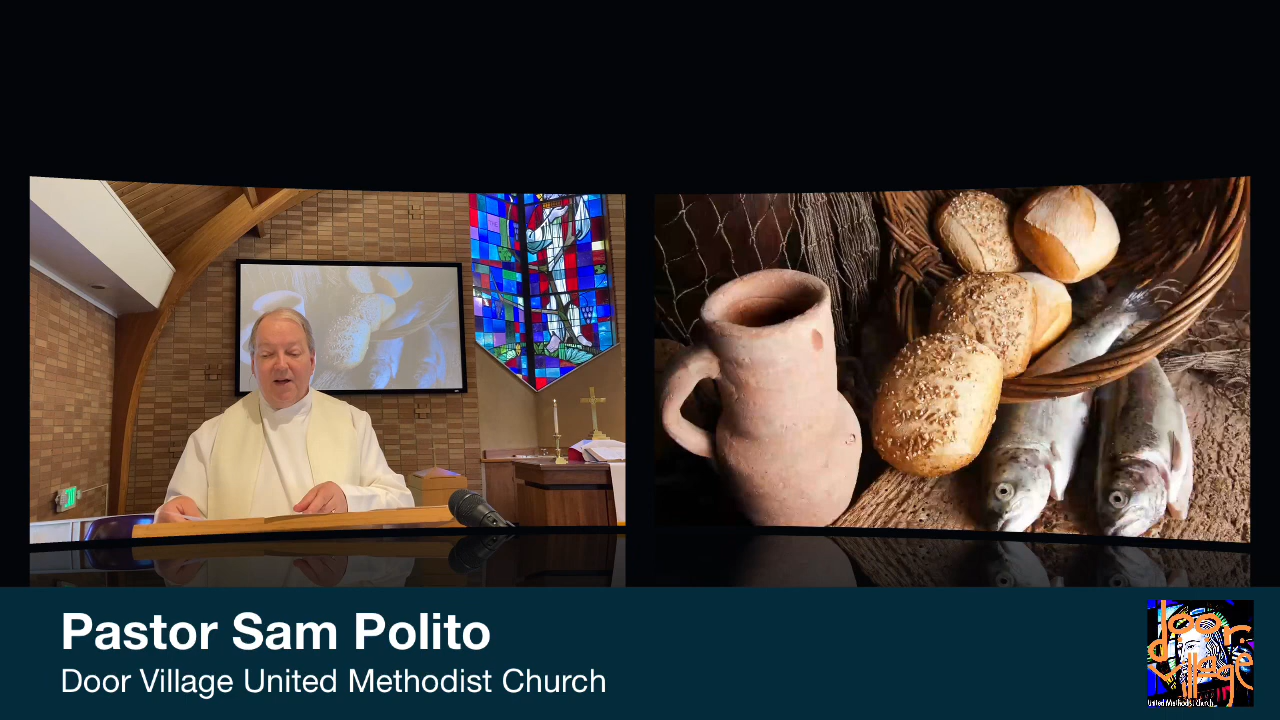 Pastor Sam Polito
Door Village United Methodist Church
door
village
United Methodist Church